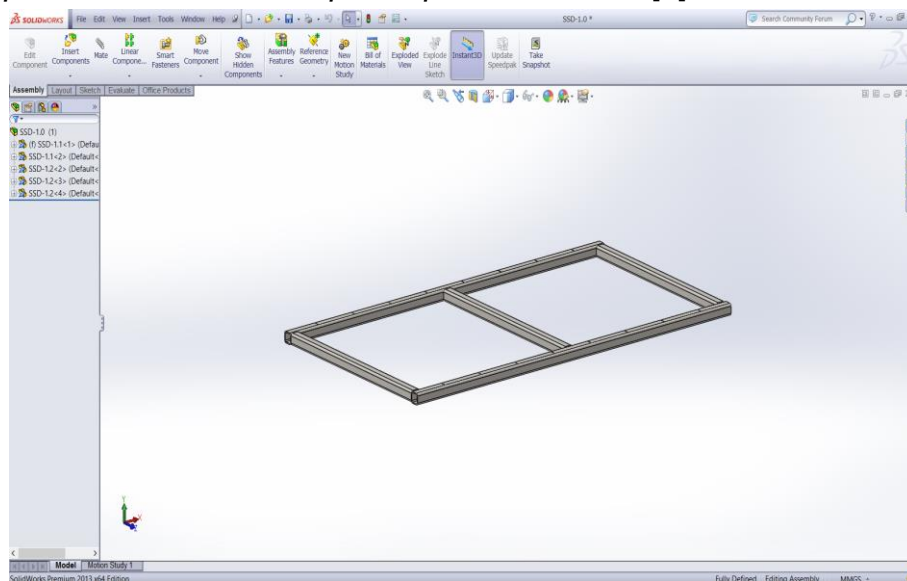 SOLIDWORKS File Edit View Insert Tools Window Help SSD-1.0 * Search Community Forum
Edit Component
Insert Components
Mate
Linear Compone...
Smart Fasteners
Move Component
Show Hidden Components
Assembly Features
Reference Geometry
New Motion Study
Bill of Materials
Exploded View
Explode Line Sketch
Instant3D
Update Speedpak
Take Snapshot
Assembly Layout Sketch Evaluate Office Products
SSD-1.0 (1)
(f) SSD-1.1<1> (Defau
SSD-1.1<2> (Default<
SSD-1.2<2> (Default<
SSD-1.2<3> (Default<
SSD-1.2<4> (Default<
Y
X
Z
Model Motion Study 1
SolidWorks Premium 2013 x64 Edition Fully Defined Editing Assembly MMGS